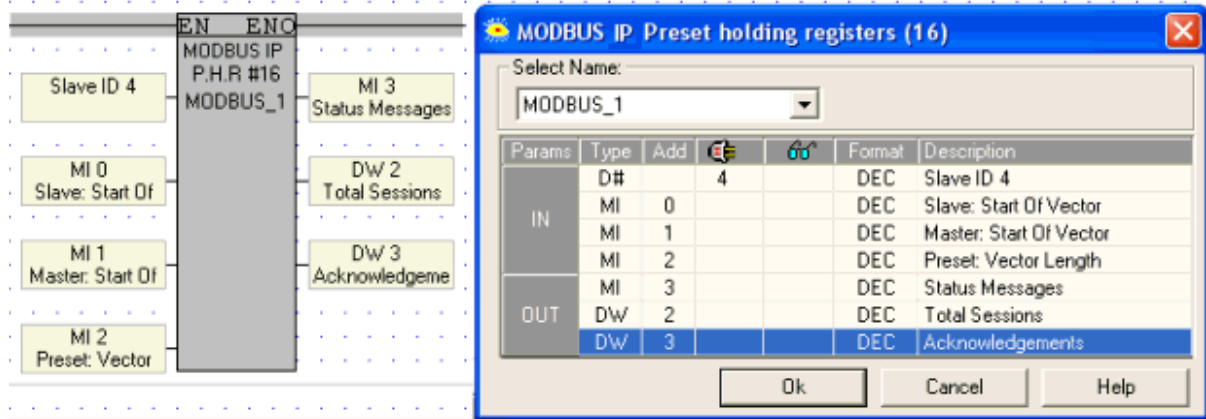 EN ENO
MODBUS IP
P.H.R #16
MODBUS_1
Slave ID 4
MI 0
Slave: Start Of
MI 1
Master: Start Of
MI 2
Preset: Vector
MI 3
Status Messages
DW 2
Total Sessions
DW 3
Acknowledgeme
MODBUS IP Preset holding registers (16)
Select Name:
MODBUS_1
Params Type Add Format Description
IN
D# 4 DEC Slave ID 4
MI 0 DEC Slave: Start Of Vector
MI 1 DEC Master: Start Of Vector
MI 2 DEC Preset: Vector Length
OUT
MI 3 DEC Status Messages
DW 2 DEC Total Sessions
DW 3 DEC Acknowledgements
Ok Cancel Help